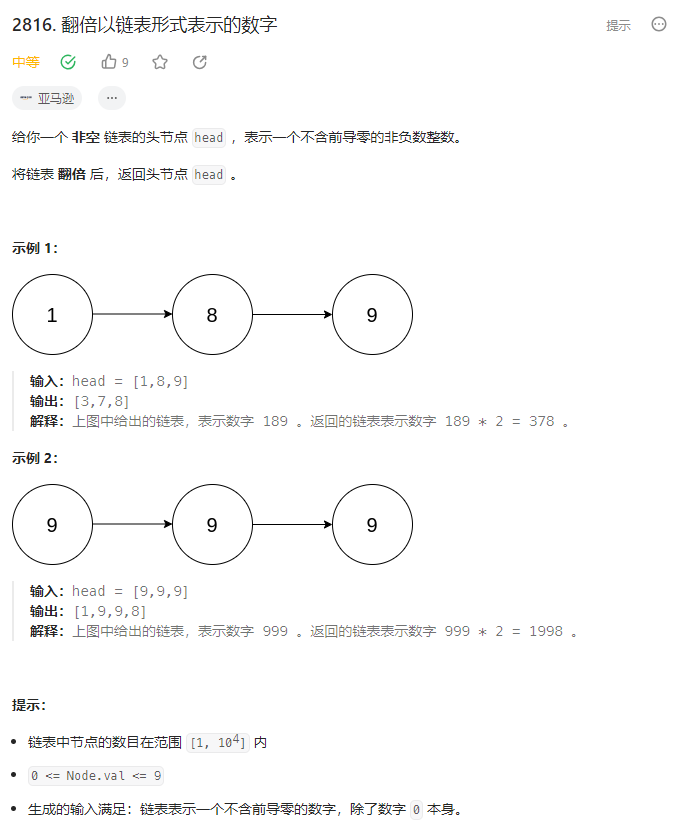 2816. 翻倍以链表形式表示的数字
提示
中等
9
亚马逊
给你一个 非空 链表的头节点 head ，表示一个不含前导零的非负数整数。
将链表 翻倍 后，返回头节点 head 。
示例 1：
1 8 9
输入：head = [1,8,9]
输出：[3,7,8]
解释：上图中给出的链表，表示数字 189 。返回的链表表示数字 189 * 2 = 378 。
示例 2：
9 9 9
输入：head = [9,9,9]
输出：[1,9,9,8]
解释：上图中给出的链表，表示数字 999 。返回的链表表示数字 999 * 2 = 1998 。
提示：
链表中节点的数目在范围 [1, 10⁴] 内
0 <= Node.val <= 9
生成的输入满足：链表表示一个不含前导零的数字，除了数字 0 本身。